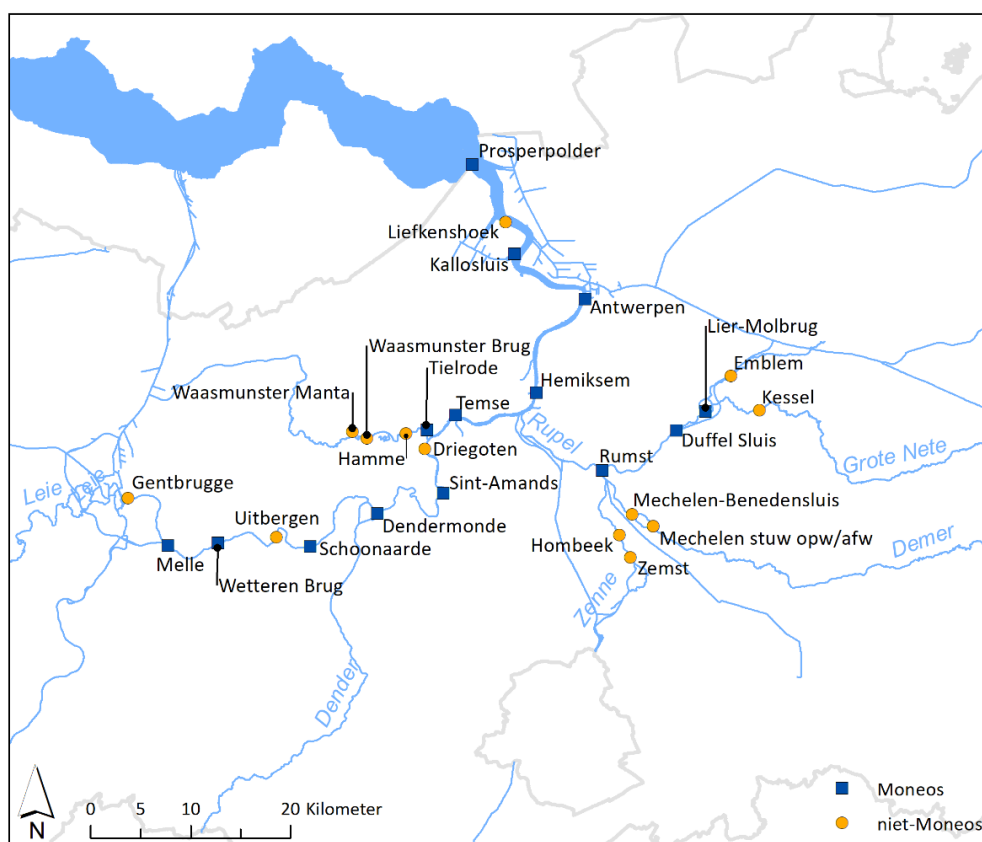 Prosperpolder
Liefkenshoek
Kallosluis
Antwerpen
Lier-Molbrug
Waasmunster Brug
Tielrode
Emblem
Waasmunster Manta
Hemiksem
Kessel
Temse
Rupel
Duffel Sluis
Hamme
Driegoten
Grote Nete
Rumst
Leie
Leie
Gentbrugge
Sint-Amands
Mechelen-Benedensluis
Uitbergen
Dendermonde
Mechelen stuw opw/afw
Demer
Hombeek
Schoonaarde
Melle
Zemst
Wetteren Brug
Zenne
Dender
0 5 10 20 Kilometer
N
Moneos
niet-Moneos